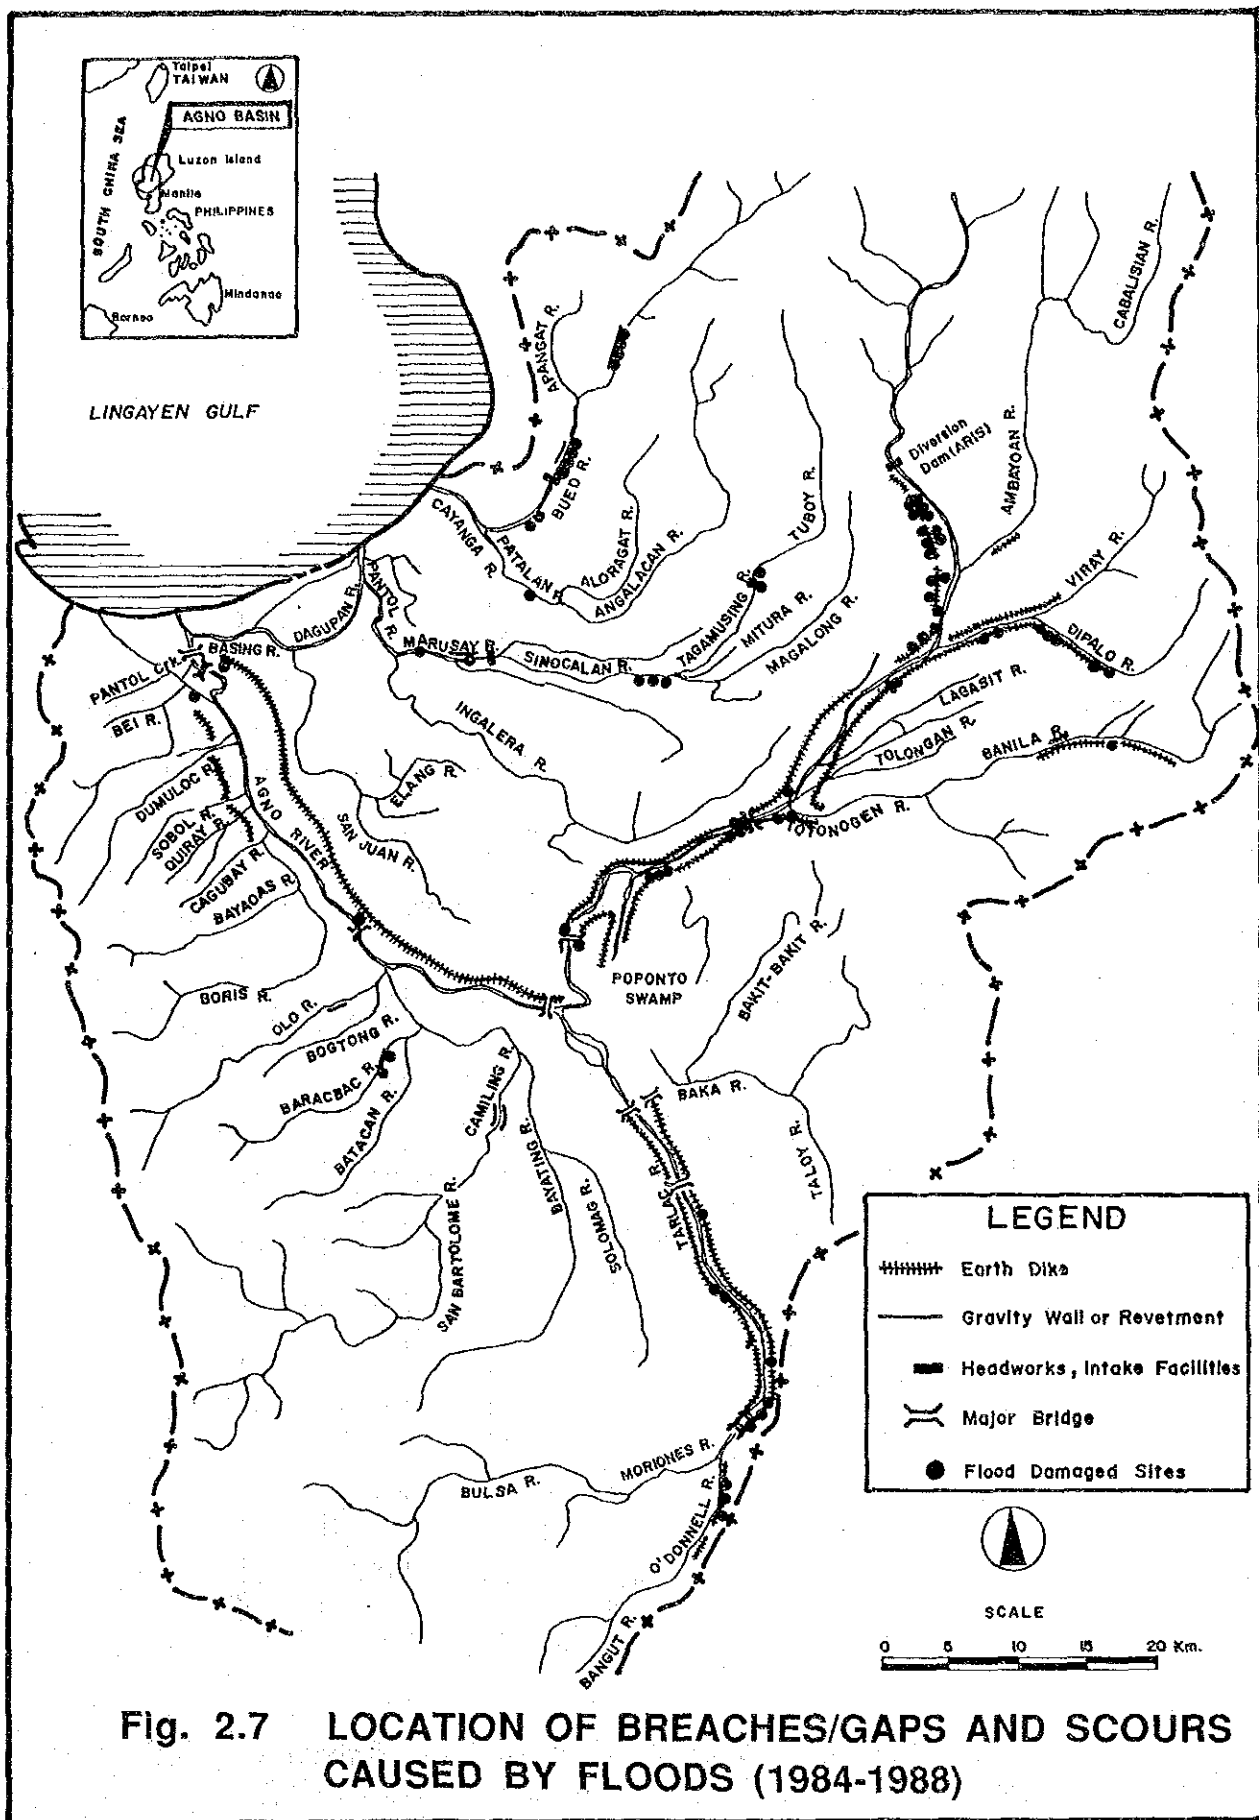 Taipei
TAIWAN
AGNO BASIN
SOUTH CHINA SEA
Luzon Island
Manila
PHILIPPINES
Mindanao
Borneo
LINGAYEN GULF
APANGAT R.
CABALISIAN R.
Diversion
Dam (ARIS)
AMBAYOAN R.
BUED R.
CAYANGA R.
PATALAN R.
ALORAGAT R.
ANGALACAN R.
TUBOY R.
VIRAY R.
PANTOL R.
DAGUPAN R.
BASING R.
MARUSAY R.
SINOCALAN R.
TAGAMUSING R.
MITURA R.
MAGALONG R.
DIPALO R.
PANTOL Crk.
BEI R.
INGALERA R.
LAGASIT R.
TOLONGAN R.
BANILA R.
DUMULOC R.
AGNO RIVER
ELANG R.
SOBOL R.
QUIRAY R.
SAN JUAN R.
TOTONOGEN R.
CAGUBAY R.
BAYAOAS R.
BORIS R.
POPONTO
SWAMP
BAKIT-BAKIT R.
OLO R.
BOGTONG R.
BARACBAC R.
BATACAN R.
CAMILING R.
BAKA R.
BAYATING R.
TALOY R.
TARLAC R.
SOLOMAG R.
SAN BARTOLOME R.
LEGEND
Earth Dike
Gravity Wall or Revetment
Headworks, Intake Facilities
Major Bridge
Flood Damaged Sites
MORIONES R.
BULSA R.
O'DONNELL R.
BANGUT R.
SCALE
0 5 10 15 20 Km.
Fig. 2.7 LOCATION OF BREACHES/GAPS AND SCOURS
CAUSED BY FLOODS (1984-1988)